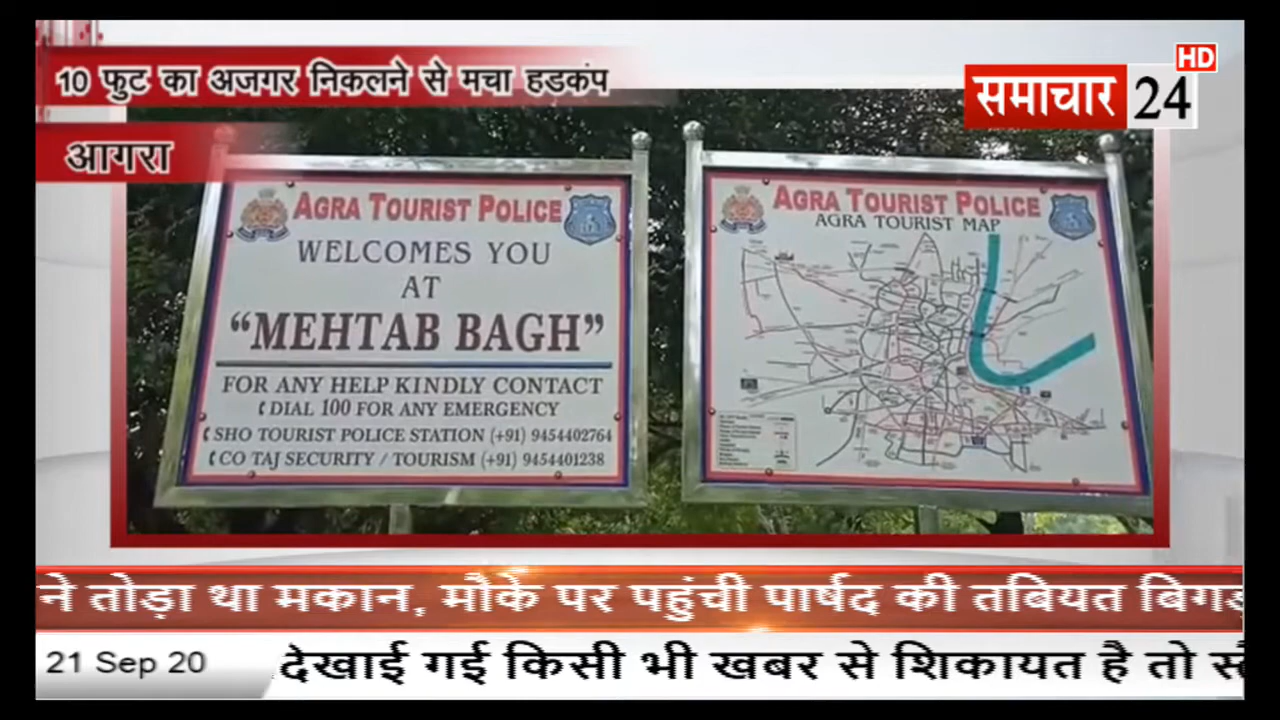 10 फुट का अजगर निकलने से मचा हडकंप
HD
समाचार 24
आगरा
AGRA TOURIST POLICE
WELCOMES YOU
AT
“MEHTAB BAGH”
FOR ANY HELP KINDLY CONTACT
DIAL 100 FOR ANY EMERGENCY
SHO TOURIST POLICE STATION (+91) 9454402764
CO TAJ SECURITY / TOURISM (+91) 9454401238
AGRA TOURIST POLICE
AGRA TOURIST MAP
ने तोड़ा था मकान, मौके पर पहुंची पार्षद की तबियत
21 Sep 20
देखाई गई किसी भी खबर से शिकायत है तो